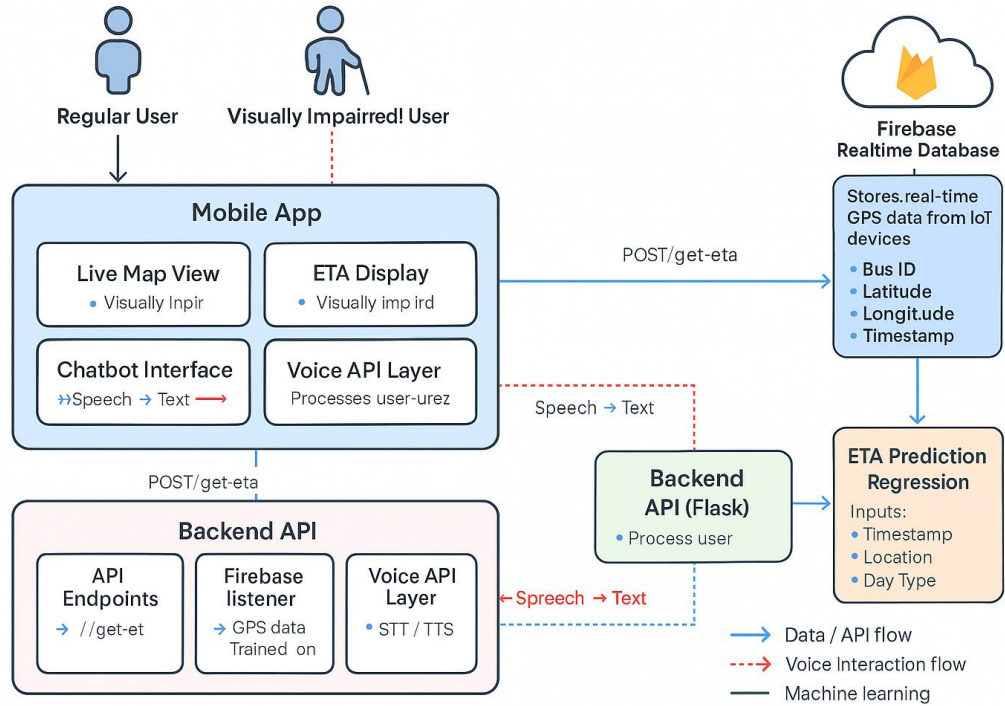 Regular User
Visually Impairred! User
Firebase
Realtime Database
Mobile App
Live Map View
• Visually Inpir
ETA Display
• Visually imp ird
Chatbot Interface
Speech → Text →
Voice API Layer
Processes user-urez
POST/get-eta
Stores.real-time
GPS data from IoT
devices
• Bus ID
• Latitude
• Longit.ude
• Timestamp
Speech → Text
POST/get-eta
Backend API
API
Endpoints
→ //get-et
Firebase
listener
→ GPS data
Trained on
Voice API
Layer
• STT / TTS
Backend
API (Flask)
• Process user
← Spreech → Text
ETA Prediction
Regression
Inputs:
• Timestamp
• Location
• Day Type
Data / API flow
Voice Interaction flow
Machine learning